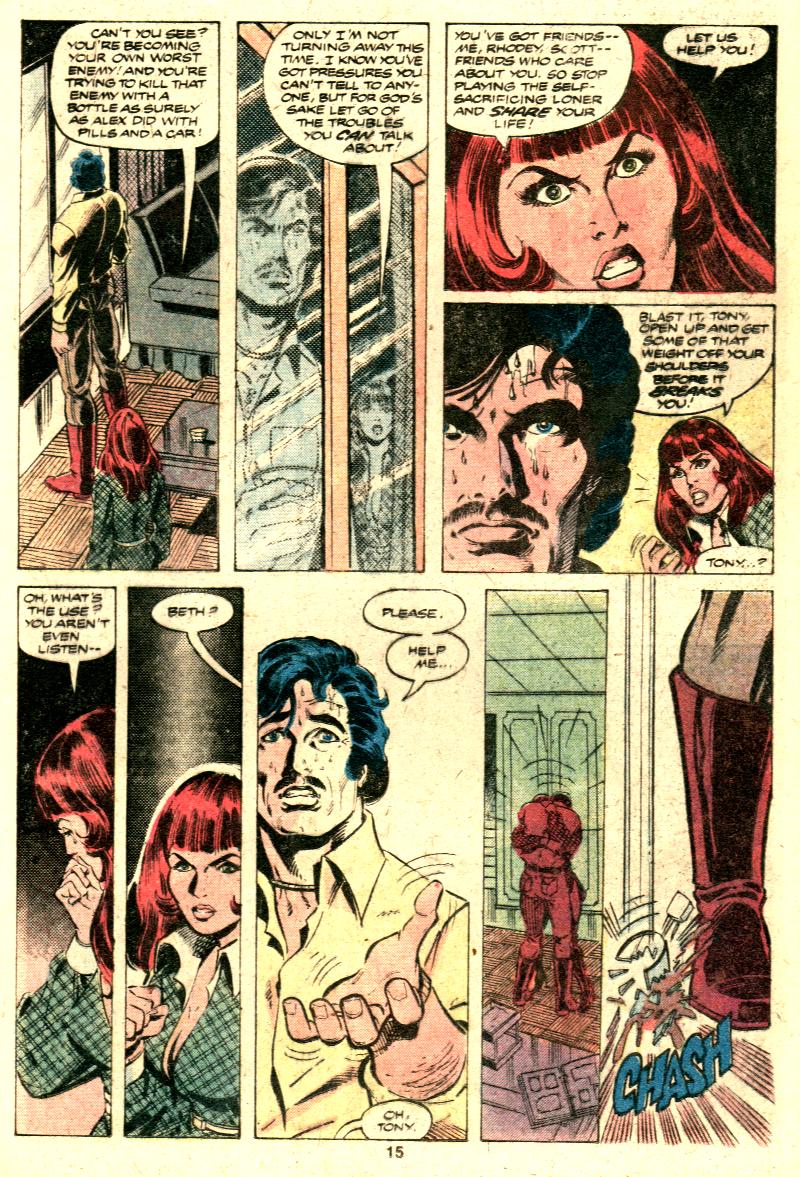 CAN'T YOU SEE?
YOU'RE BECOMING
YOUR OWN WORST
ENEMY! AND YOU'RE
TRYING TO KILL THAT
ENEMY WITH A
BOTTLE AS SURELY
AS ALEX DID WITH
PILLS AND A CAR!
ONLY I'M NOT
TURNING AWAY THIS
TIME. I KNOW YOU'VE
GOT PRESSURES YOU
CAN'T TELL TO ANY-
ONE, BUT FOR GOD'S
SAKE LET GO OF
THE TROUBLES
YOU CAN TALK
ABOUT!
YOU'VE GOT FRIENDS--
ME, RHODEY, SCOTT--
FRIENDS WHO CARE
ABOUT YOU. SO STOP
PLAYING THE SELF-
SACRIFICING LONER
AND SHARE YOUR
LIFE!
LET US
HELP YOU!
BLAST IT, TONY,
OPEN UP AND GET
SOME OF THAT
WEIGHT OFF YOUR
SHOULDERS
BEFORE IT
BREAKS
YOU!
TONY...?
OH, WHAT'S
THE USE?
YOU AREN'T
EVEN
LISTEN--
BETH?
PLEASE.
HELP
ME...
OH,
TONY.
CHASH
15